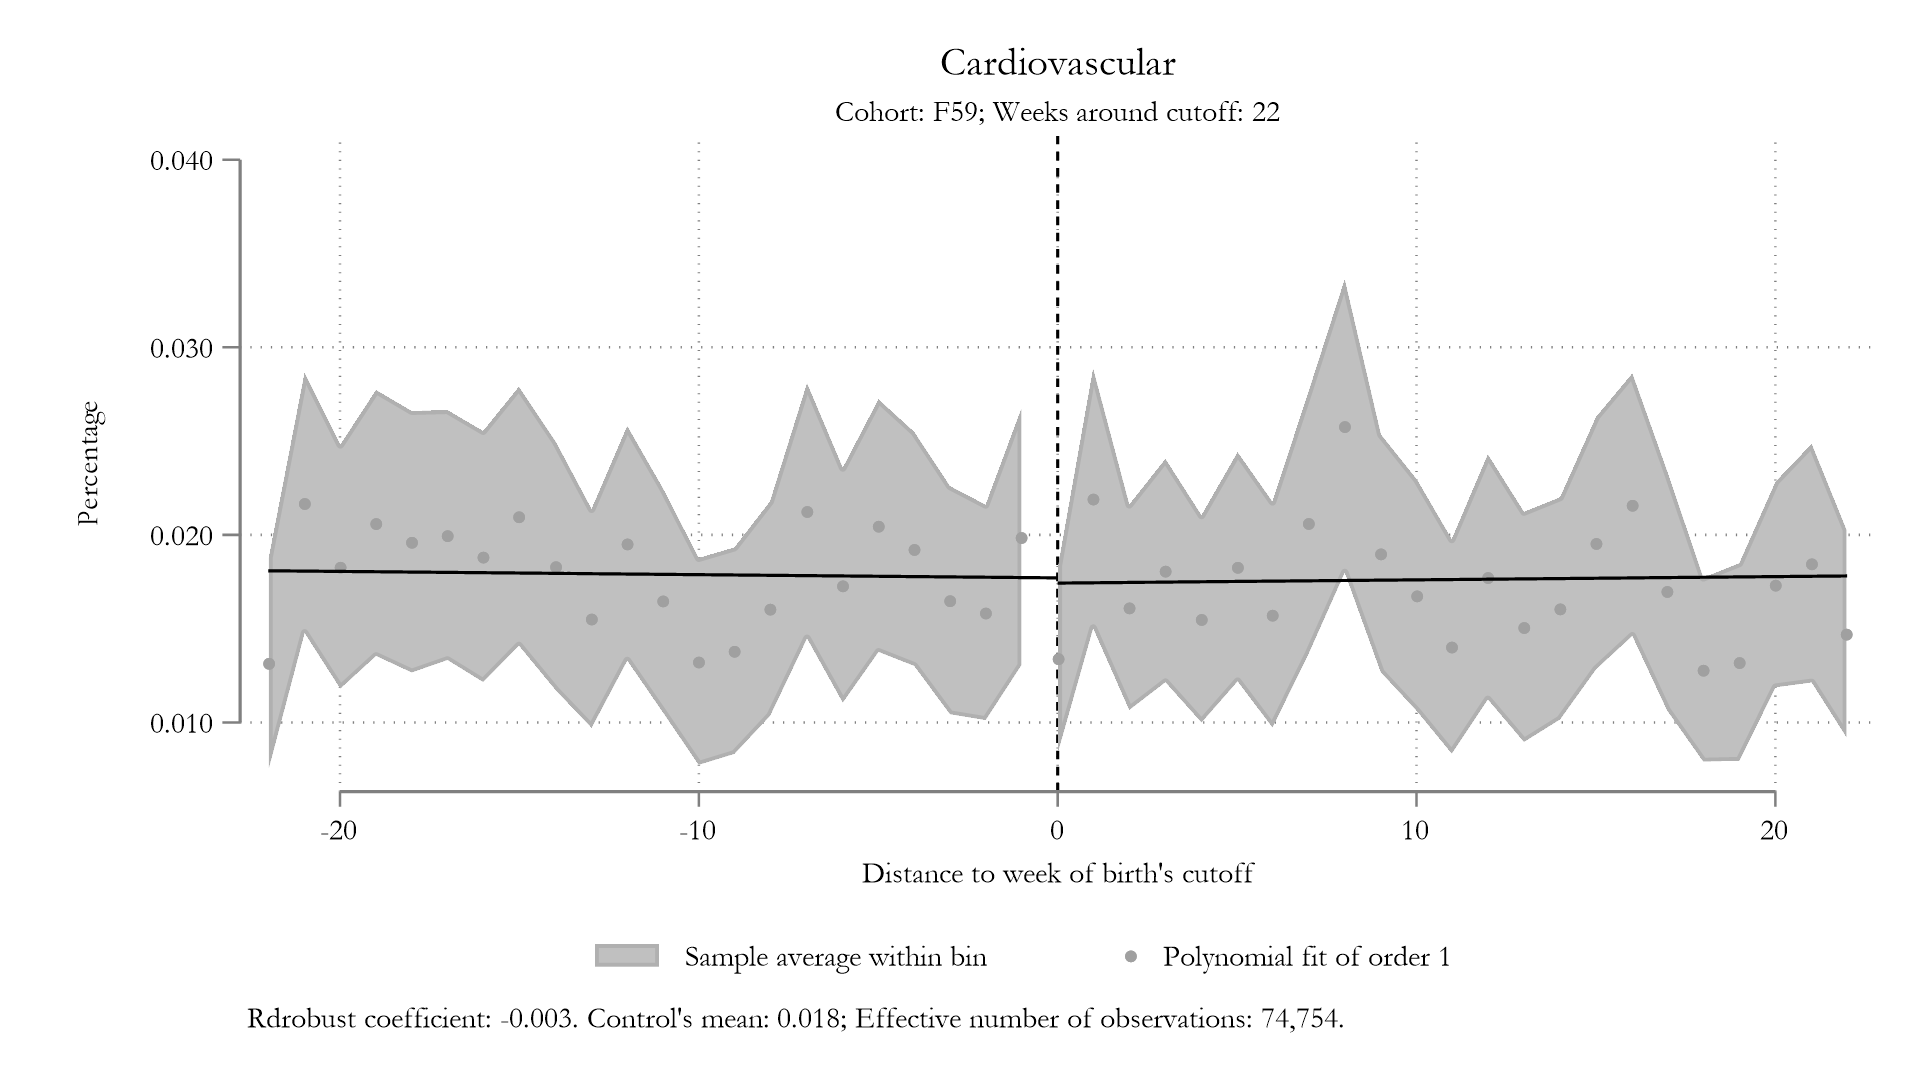 Cardiovascular
Cohort: F59; Weeks around cutoff: 22
0.040
0.030
0.020
0.010
Percentage
-20 -10 0 10 20
Distance to week of birth's cutoff
Sample average within bin Polynomial fit of order 1
Rdrobust coefficient: -0.003. Control's mean: 0.018; Effective number of observations: 74,754.